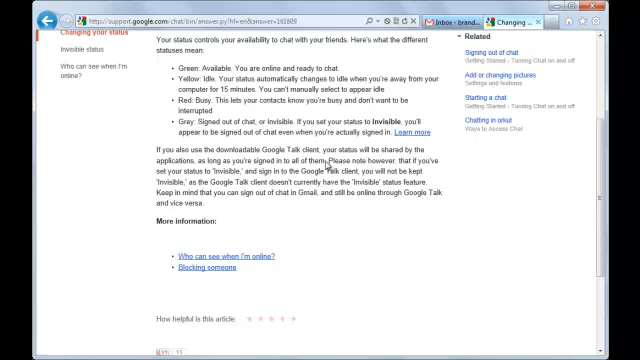 http://support.google.com/chat/bin/answer.py?hl=en&answer=161809
Inbox - brand...
Changing ...
Changing your status
Invisible status
Who can see when I'm online?
Your status controls your availability to chat with your friends. Here's what the different
statuses mean:
Green: Available. You are online and ready to chat.
Yellow: Idle. Your status automatically changes to idle when you're away from your
computer for 15 minutes. You can't manually select to appear idle
Red: Busy. This lets your contacts know you're busy and don't want to be
interrupted
Grey: Signed out of chat, or Invisible. If you set your status to Invisible, you'll
appear to be signed out of chat even when you're actually signed in. Learn more
If you also use the downloadable Google Talk client, your status will be shared by the
applications, as long as you're signed in to all of them. Please note however, that if you've
set your status to 'Invisible,' and sign in to the Google Talk client, you will not be kept
'Invisible,' as the Google Talk client doesn't currently have the 'Invisible' status feature.
Keep in mind that you can sign out of chat in Gmail, and still be online through Google Talk
and vice versa.
More information:
Who can see when I'm online?
Blocking someone
How helpful is this article:
+1
11
Related
Signing out of chat
Getting Started - Turning Chat on and off
Add or changing pictures
Settings and features
Starting a chat
Getting Started - Turning Chat on and off
Chatting in orkut
Ways to Access Chat